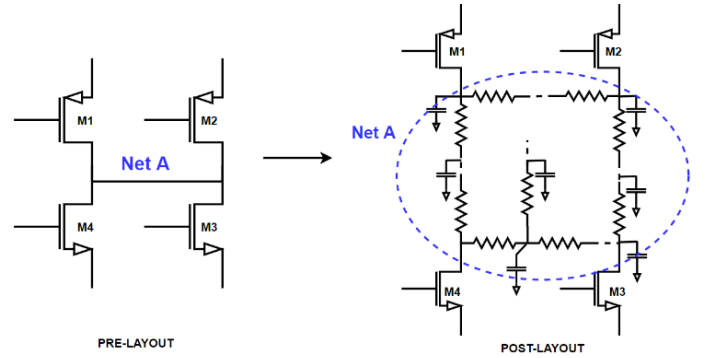 M1
M2
Net A
M4
M3
PRE-LAYOUT
M1
M2
Net A
M4
M3
POST-LAYOUT